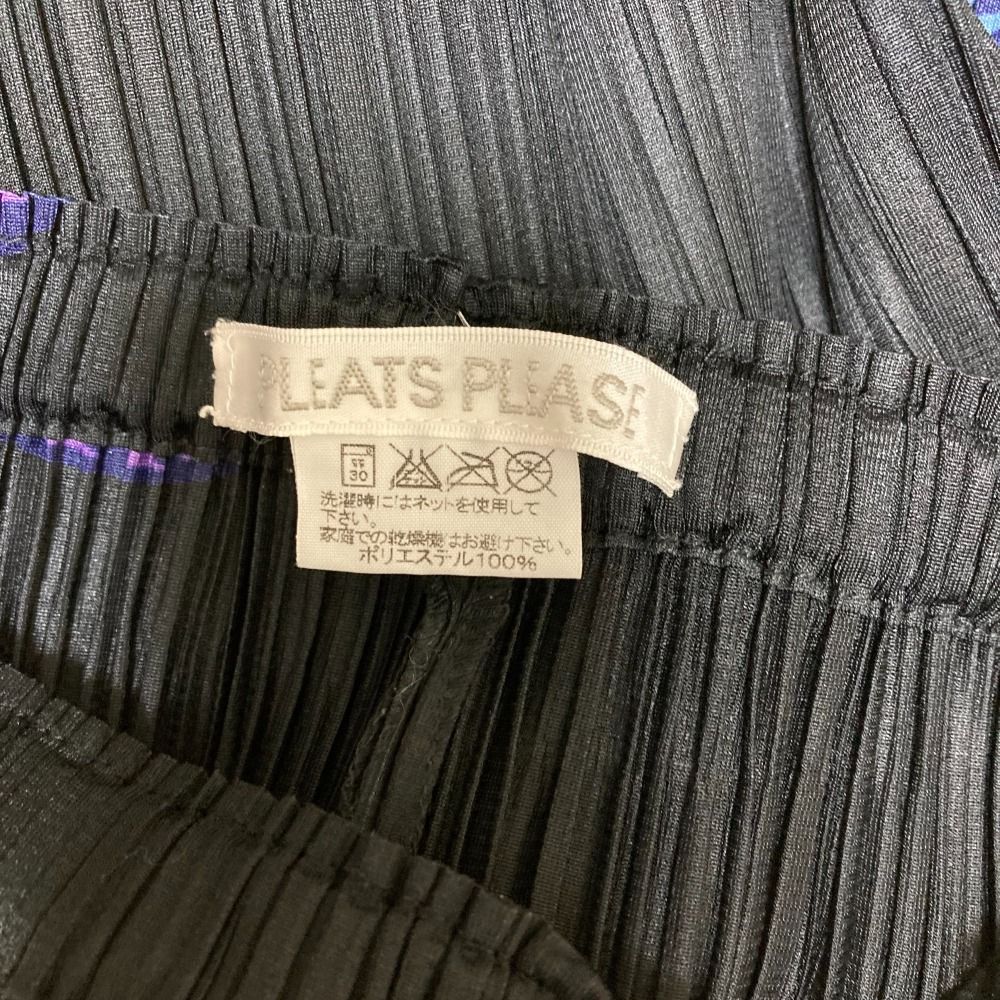 PLEATS PLEASE
30
洗濯時にはネットを使用して
下さい。
家庭での乾燥機はお避け下さい。
ポリエステル100%